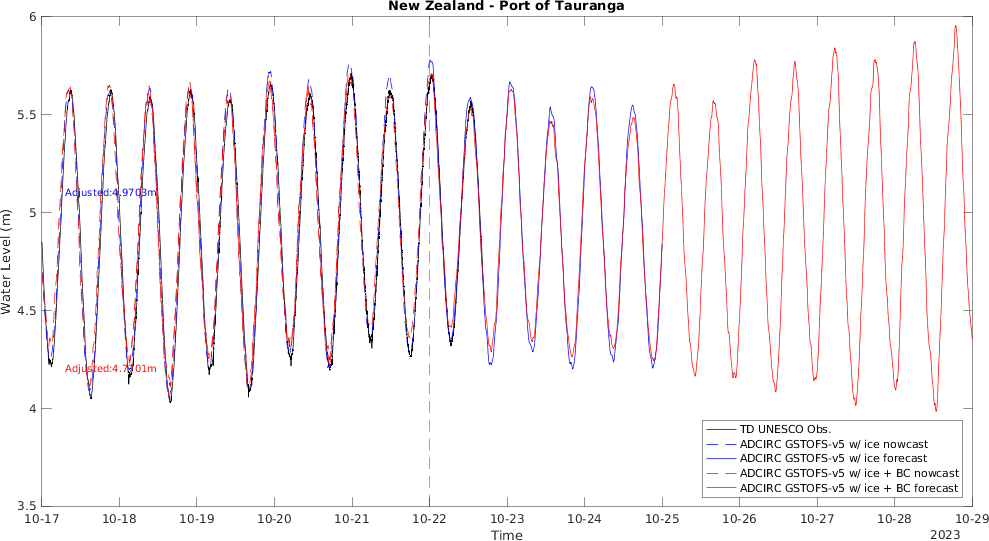 New Zealand - Port of Tauranga
6
5.5
5
4.5
4
3.5
Water Level (m)
Adjusted:4.9703m
Adjusted:4.7701m
TD UNESCO Obs.
ADCIRC GSTOFS-v5 w/ ice nowcast
ADCIRC GSTOFS-v5 w/ ice forecast
ADCIRC GSTOFS-v5 w/ ice + BC nowcast
ADCIRC GSTOFS-v5 w/ ice + BC forecast
10-17 10-18 10-19 10-20 10-21 10-22 10-23 10-24 10-25 10-26 10-27 10-28 10-29
Time
2023